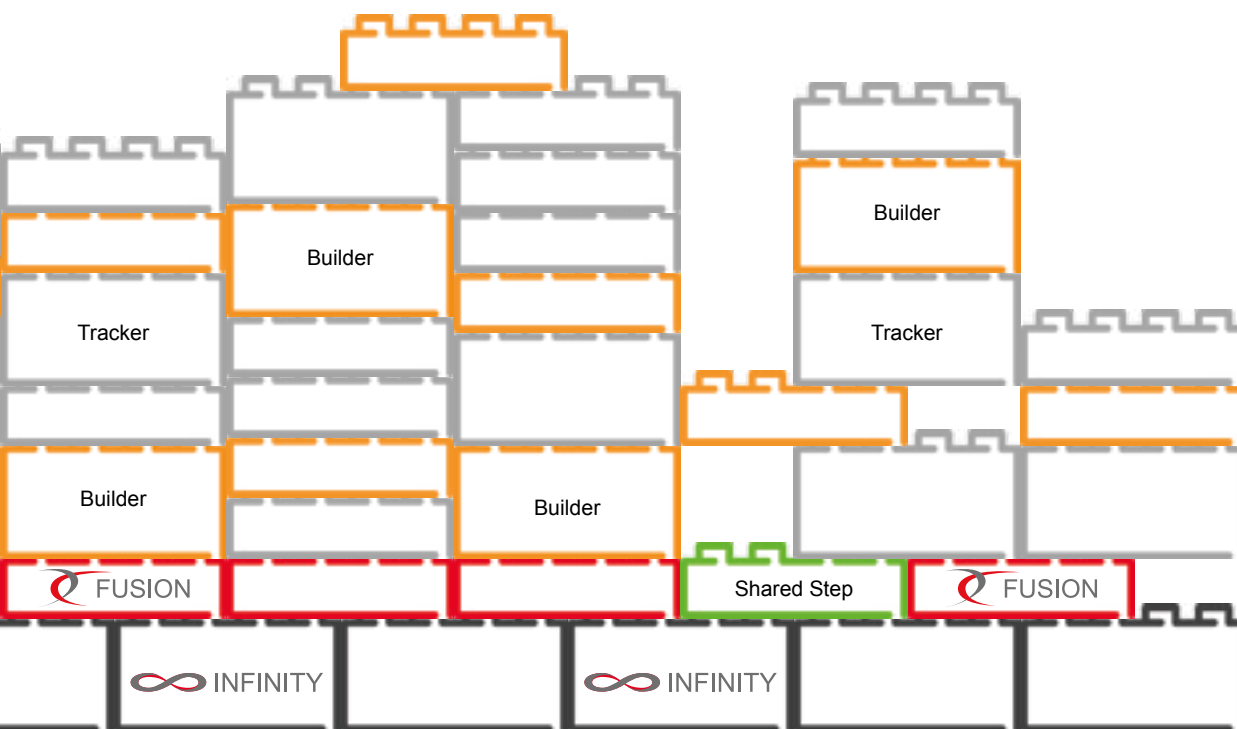 Builder
Builder
Tracker
Tracker
Builder
Builder
FUSION
Shared Step
FUSION
INFINITY
INFINITY